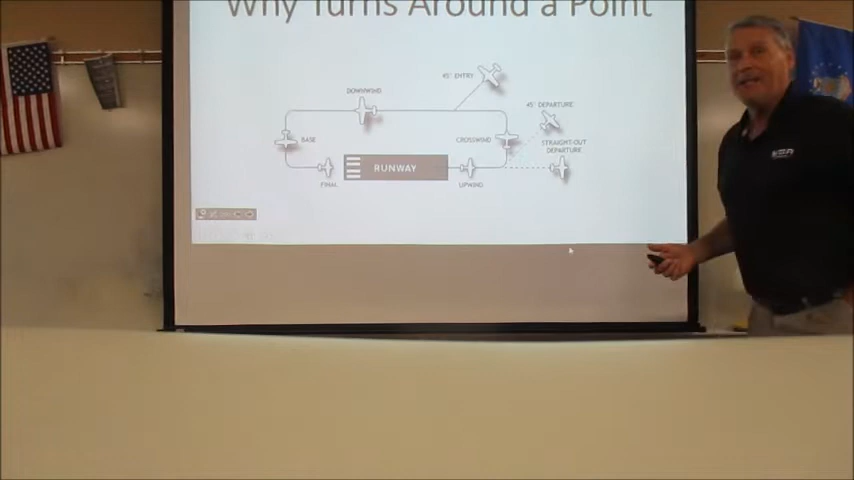 Why Turns Around a Point
45° ENTRY
DOWNWIND
45° DEPARTURE
BASE
CROSSWIND
STRAIGHT-OUT
DEPARTURE
RUNWAY
FINAL
UPWIND